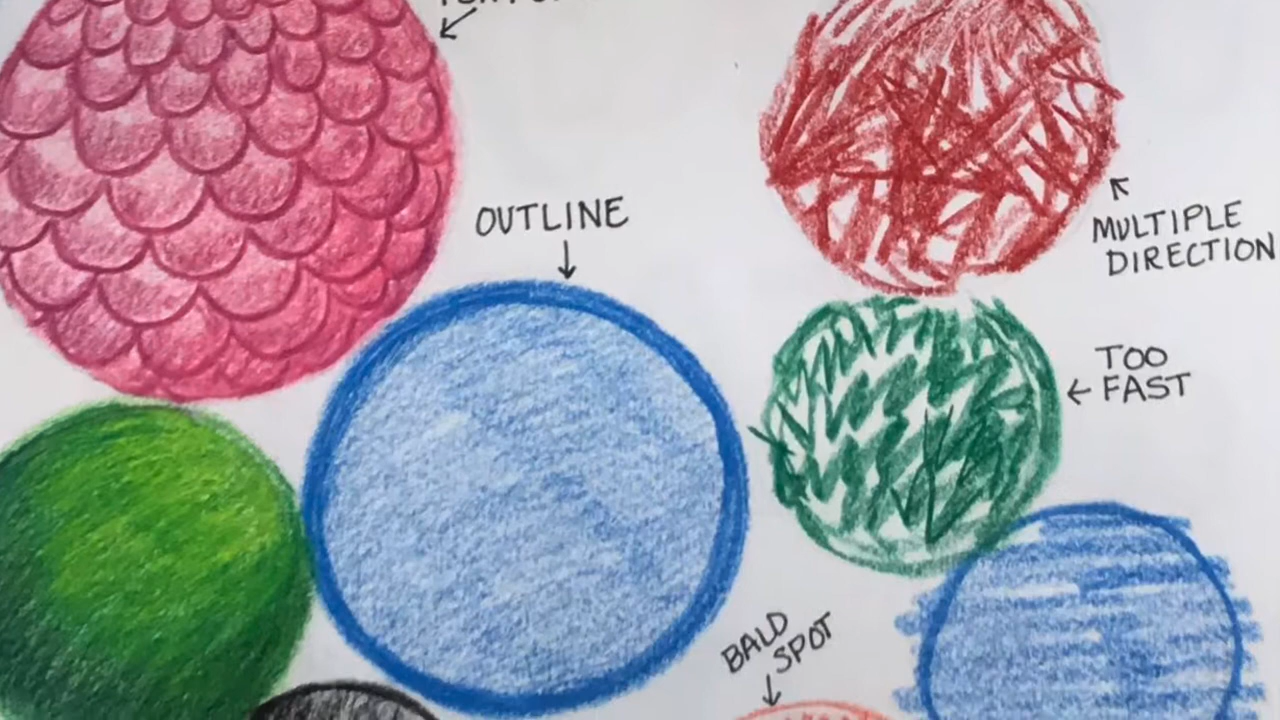 OUTLINE
MULTIPLE
DIRECTION
TOO
FAST
BALD
SPOT